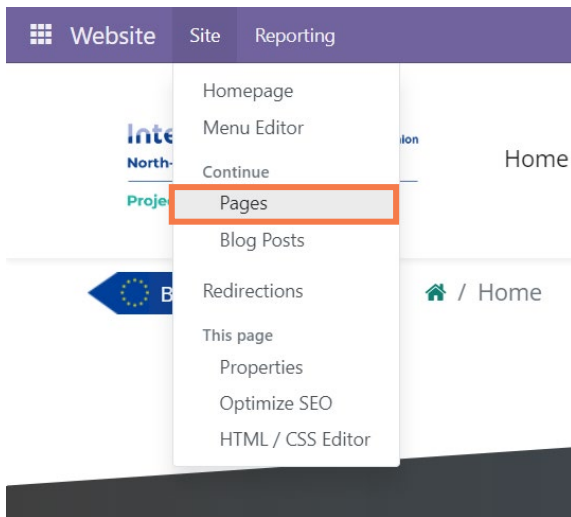 Website Site Reporting
Homepage
Menu Editor
Home
North-
Continue
Pages
Blog Posts
Redirections
/ Home
This page
Properties
Optimize SEO
HTML / CSS Editor